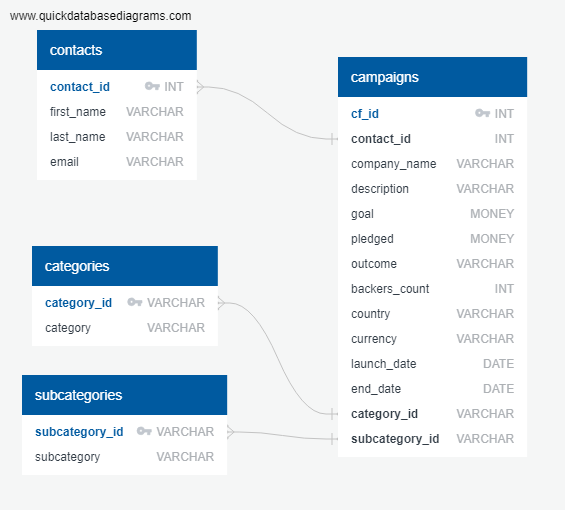 www.quickdatabasediagrams.com
contacts
contact_id INT
first_name VARCHAR
last_name VARCHAR
email VARCHAR
campaigns
cf_id INT
contact_id INT
company_name VARCHAR
description VARCHAR
goal MONEY
pledged MONEY
outcome VARCHAR
backers_count INT
country VARCHAR
currency VARCHAR
launch_date DATE
end_date DATE
category_id VARCHAR
subcategory_id VARCHAR
categories
category_id VARCHAR
category VARCHAR
subcategories
subcategory_id VARCHAR
subcategory VARCHAR